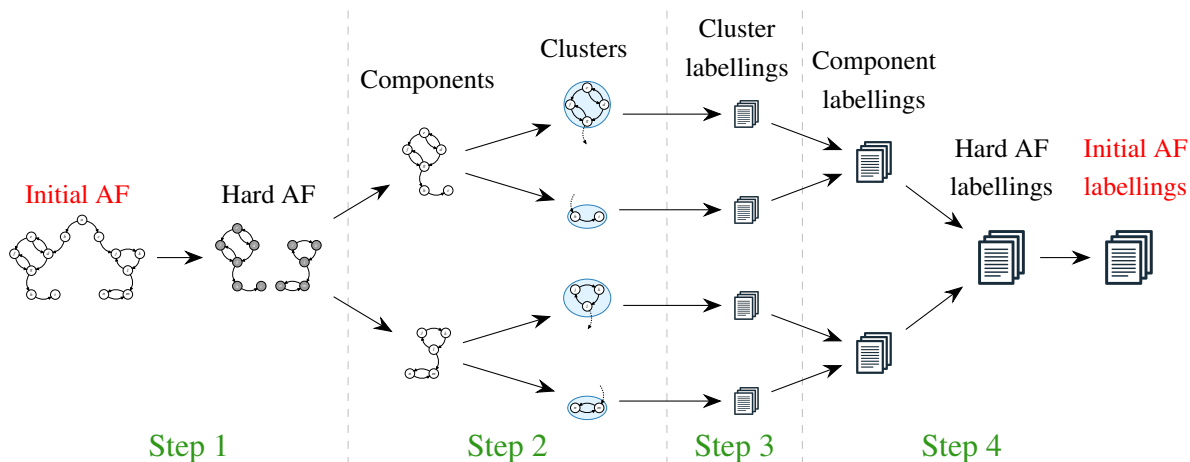 Clusters
Cluster
labellings
Components
Component
labellings
Initial AF
Hard AF
Hard AF
labellings
Initial AF
labellings
Step 1
Step 2
Step 3
Step 4